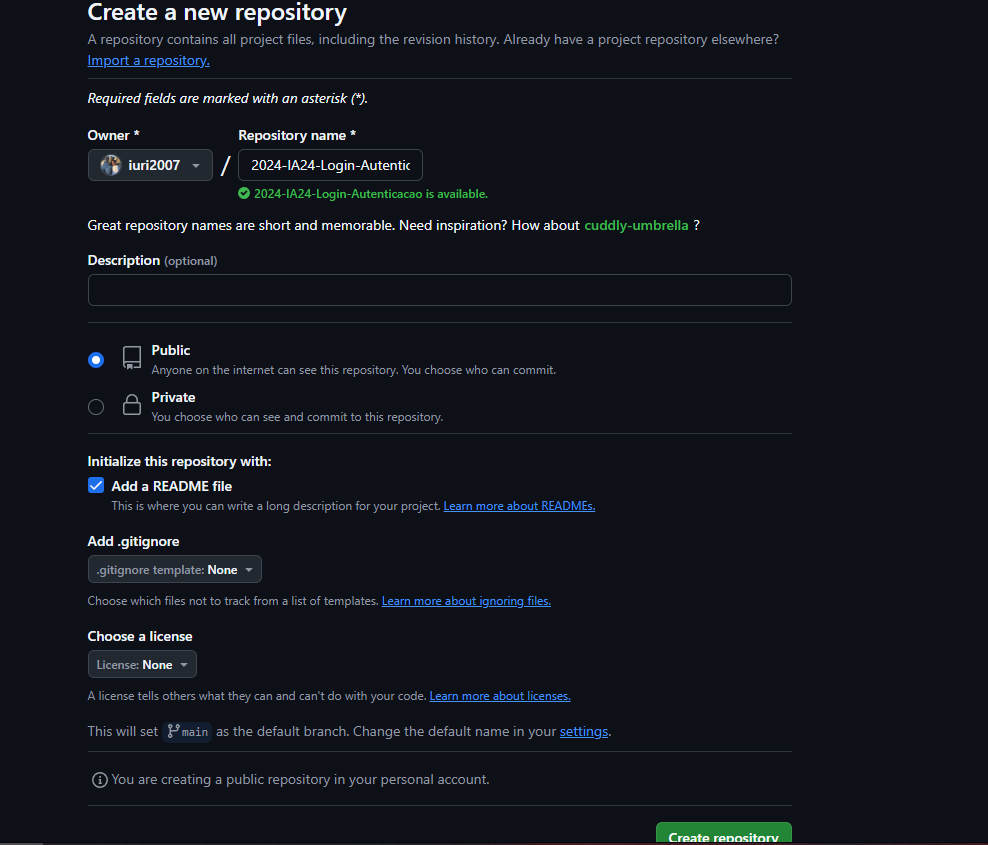 Create a new repository
A repository contains all project files, including the revision history. Already have a project repository elsewhere?
Import a repository.
Required fields are marked with an asterisk (*).
Owner * Repository name *
iuri2007 / 2024-IA24-Login-Autentic
2024-IA24-Login-Autenticacao is available.
Great repository names are short and memorable. Need inspiration? How about cuddly-umbrella ?
Description (optional)
Public
Anyone on the internet can see this repository. You choose who can commit.
Private
You choose who can see and commit to this repository.
Initialize this repository with:
Add a README file
This is where you can write a long description for your project. Learn more about READMEs.
Add .gitignore
.gitignore template: None
Choose which files not to track from a list of templates. Learn more about ignoring files.
Choose a license
License: None
A license tells others what they can and can't do with your code. Learn more about licenses.
This will set main as the default branch. Change the default name in your settings.
You are creating a public repository in your personal account.
Create repository